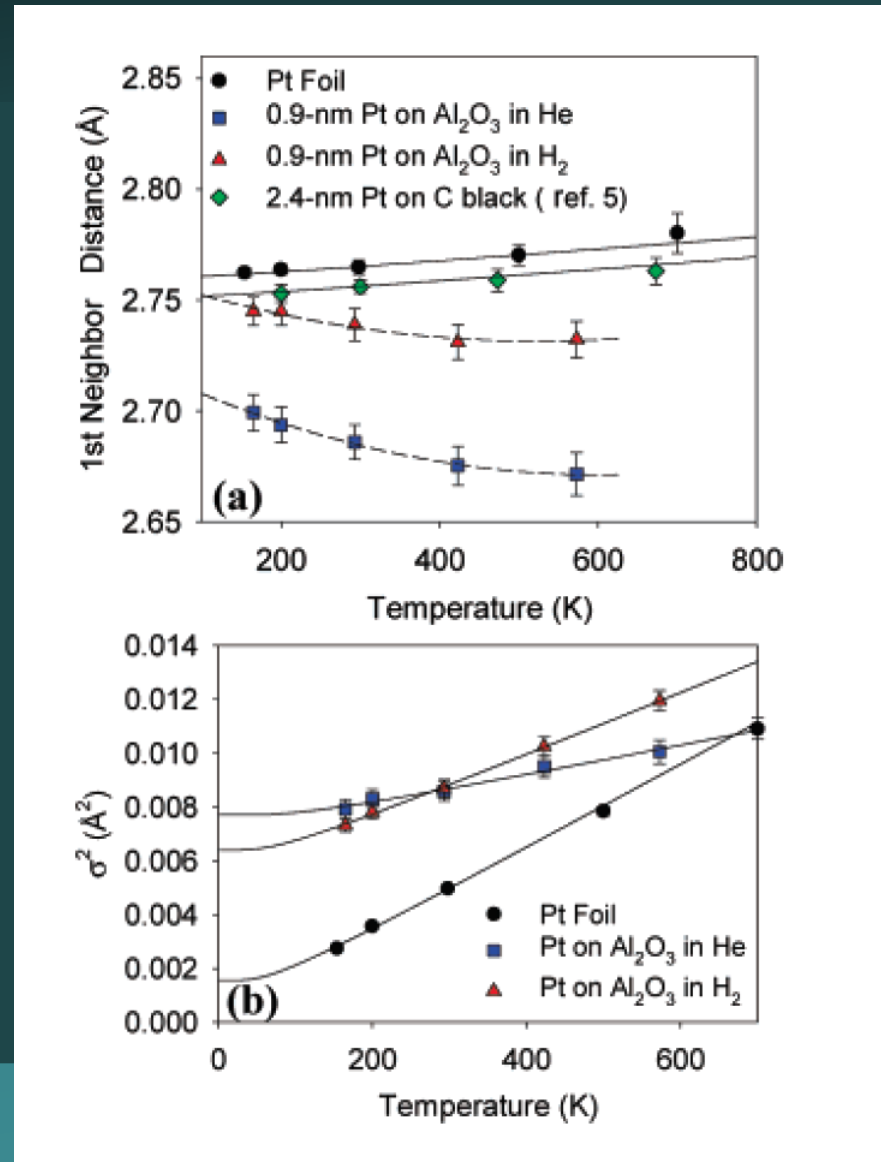 Pt Foil
0.9-nm Pt on Al₂O₃ in He
0.9-nm Pt on Al₂O₃ in H₂
2.4-nm Pt on C black ( ref. 5)
1st Neighbor Distance (Å)
2.85
2.80
2.75
2.70
2.65
(a)
200 400 600 800
Temperature (K)
σ² (Å²)
0.014
0.012
0.010
0.008
0.006
0.004
0.002
0.000
Pt Foil
Pt on Al₂O₃ in He
Pt on Al₂O₃ in H₂
(b)
0 200 400 600
Temperature (K)